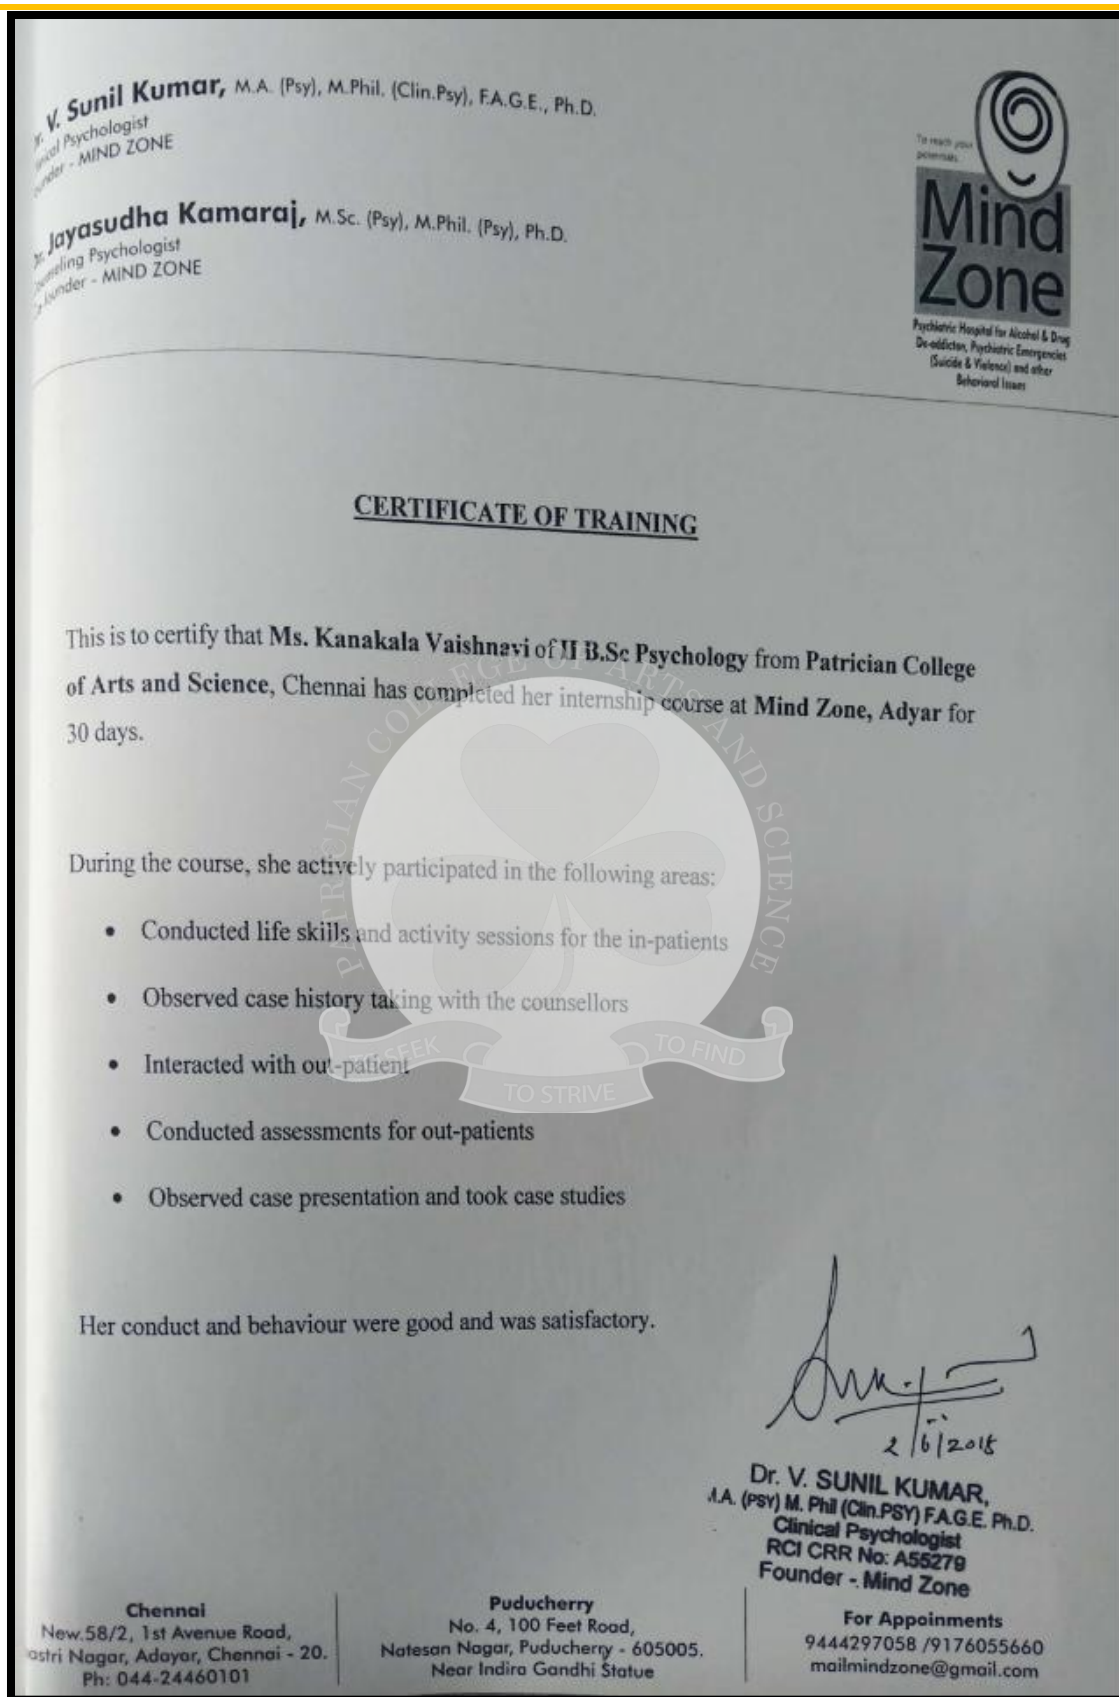 V. Sunil Kumar, M.A. (Psy), M.Phil. (Clin.Psy), F.A.G.E., Ph.D.
Psychologist
- MIND ZONE
Dr. Jayasudha Kamaraj, M.Sc. (Psy), M.Phil. (Psy), Ph.D.
Psychologist
- MIND ZONE
To reach your
potentials
Mind
Zone
Psychiatric Hospital for Alcohol & Drug
De-addicton, Psychiatric Emergencies
(Suicide & Violence) and other
Behavioral Issues
CERTIFICATE OF TRAINING
This is to certify that Ms. Kanakala Vaishnavi of II B.Sc Psychology from Patrician College
of Arts and Science, Chennai has completed her internship course at Mind Zone, Adyar for
30 days.
During the course, she actively participated in the following areas:
• Conducted life skills and activity sessions for the in-patients
• Observed case history taking with the counsellors
• Interacted with out-patient
• Conducted assessments for out-patients
• Observed case presentation and took case studies
PATRICIAN COLLEGE OF ARTS AND SCIENCE
TO SEEK
TO STRIVE
TO FIND
Her conduct and behaviour were good and was satisfactory.
2/6/2018
Dr. V. SUNIL KUMAR,
(PSY) M. Phil (Clin.PSY) F.A.G.E. Ph.D.
Clinical Psychologist
RCI CRR No: A55279
Founder - Mind Zone
Chennai
New.58/2, 1st Avenue Road,
Nagar, Adayar, Chennai - 20.
Ph: 044-24460101
Puducherry
No. 4, 100 Feet Road,
Natesan Nagar, Puducherry - 605005.
Near Indira Gandhi Statue
For Appoinments
9444297058 /9176055660
mailmindzone@gmail.com